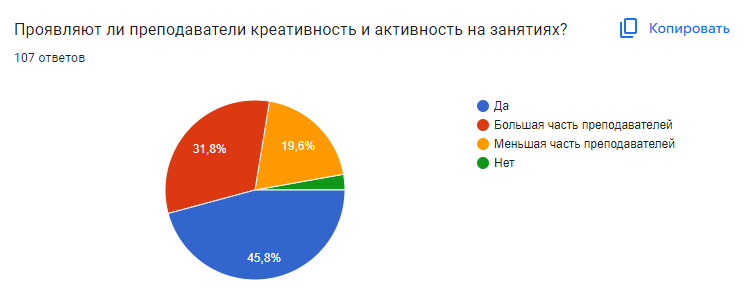 Проявляют ли преподаватели креативность и активность на занятиях?
Копировать
107 ответов
Да
Большая часть преподавателей
Меньшая часть преподавателей
Нет
31,8%
19,6%
45,8%